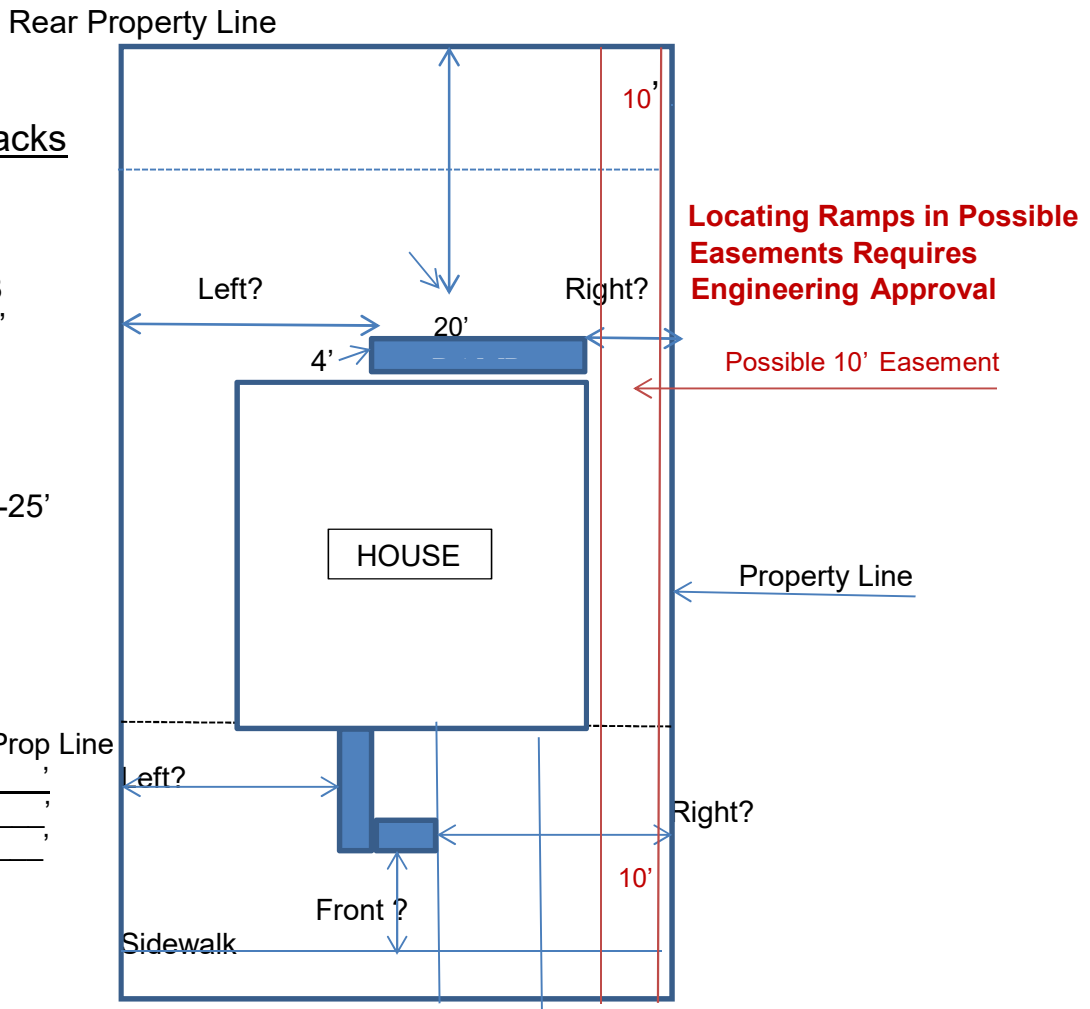 Rear Property Line
10’
acks
Locating Ramps in Possible
Easements Requires
Engineering Approval
Left?
Right?
’
20’
4’
Possible 10’ Easement
-25’
HOUSE
Property Line
Prop Line
’
Left?
’
Right?
’
10’
Front ?
Sidewalk